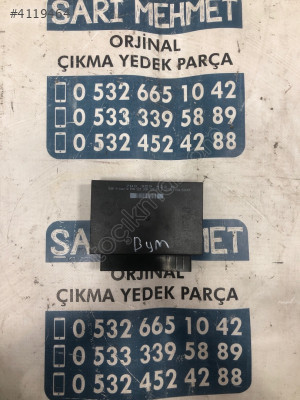 #4119
SARI MEHMET
ORJİNAL
ÇIKMA YEDEK PARÇA
0 532 665 10 42
0 533 339 58 89
0 532 452 42 88
SA MET
Bym
ORJİNAL
ÇIKMA YEDEK PARÇA
0 532 665 10 42
0 533 339 58 89
0 532 452 42 88